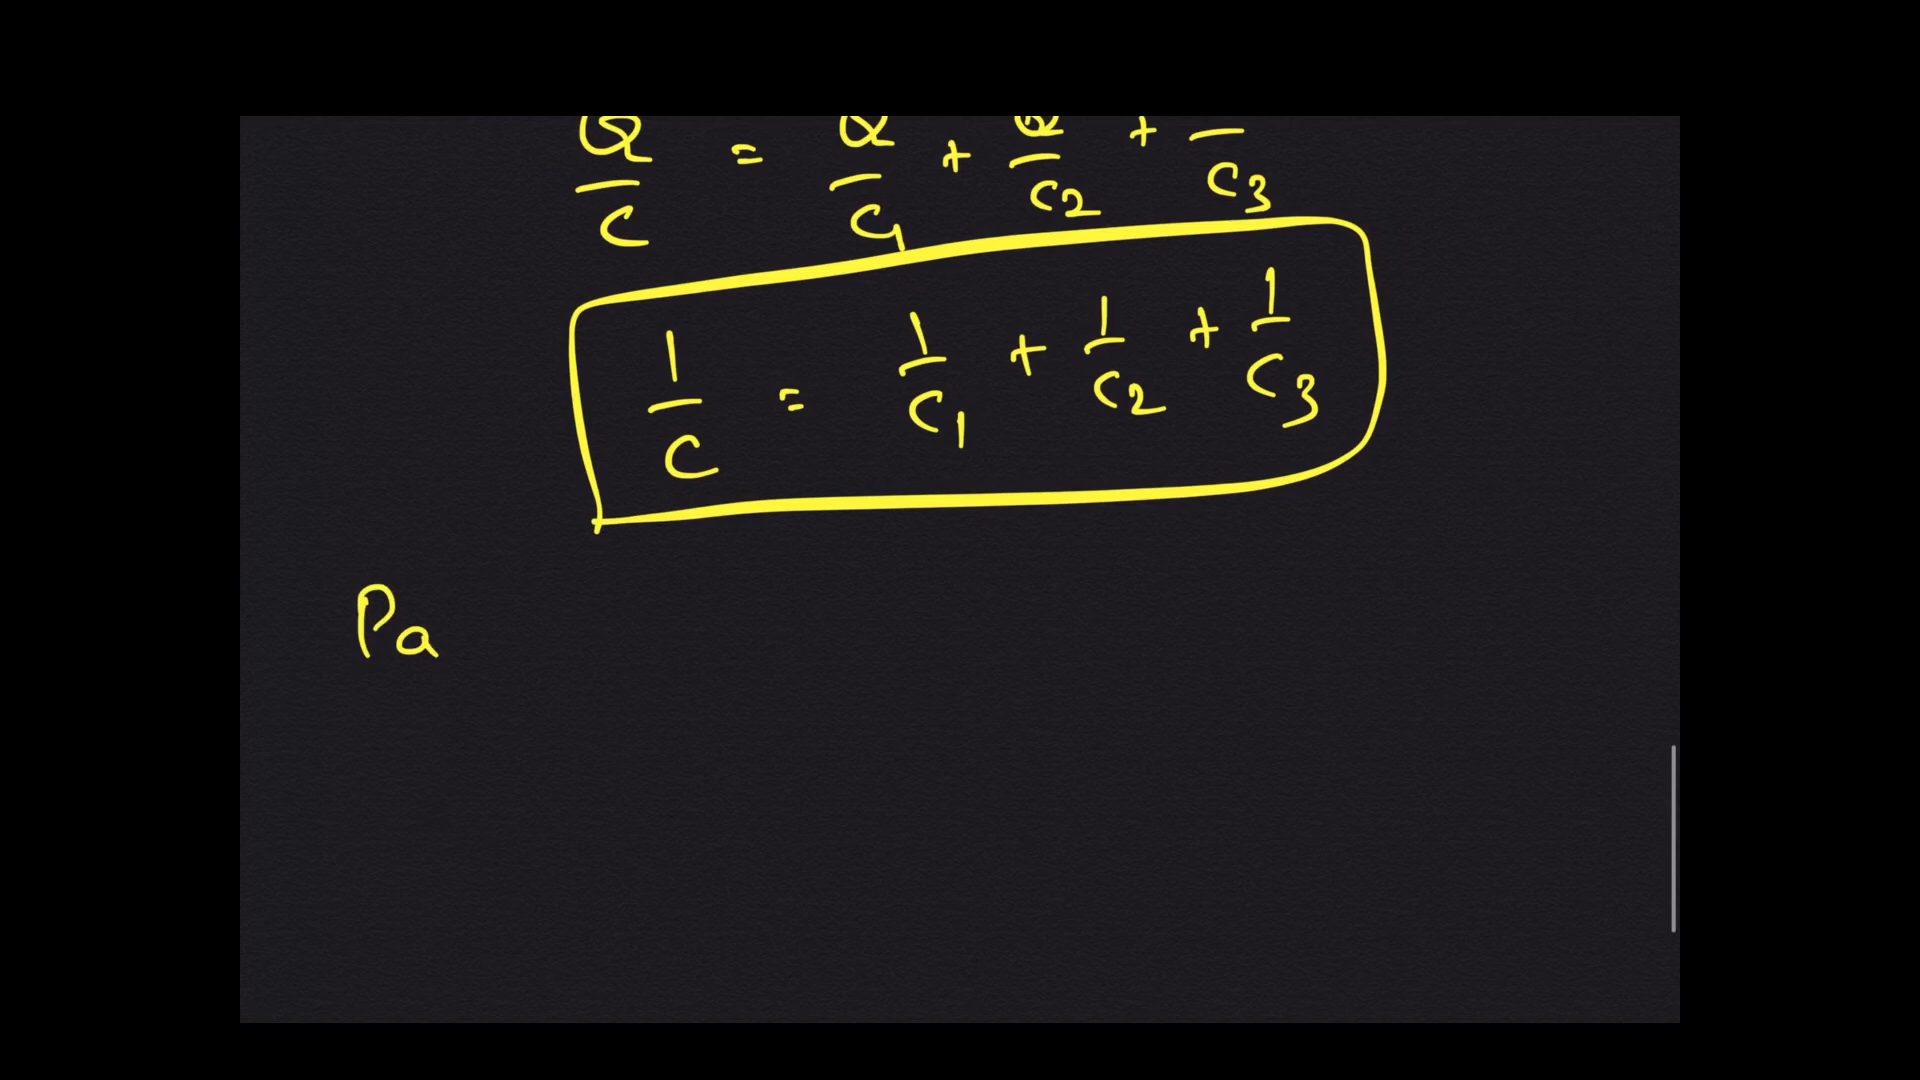 Q/C = Q/C1 + Q/C2 + /C3
1/C = 1/C1 + 1/C2 + 1/C3
Pa